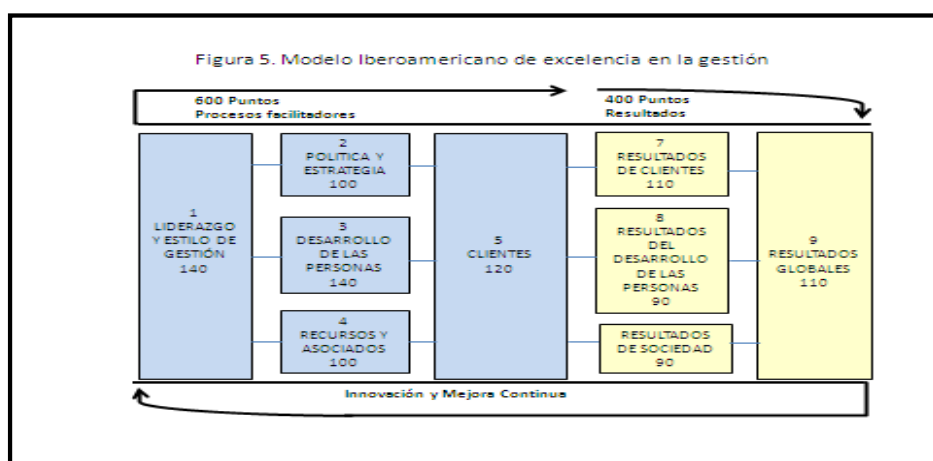 Figura 5. Modelo Iberoamericano de excelencia en la gestión
600 Puntos
Procesos facilitadores
400 Puntos
Resultados
1
LIDERAZGO
Y ESTILO DE
GESTIÓN
140
2
POLITICA Y
ESTRATEGIA
100
3
DESARROLLO
DE LAS
PERSONAS
140
4
RECURSOS Y
ASOCIADOS
100
5
CLIENTES
120
7
RESULTADOS
DE CLIENTES
110
8
RESULTADOS
DEL
DESARROLLO
DE LAS
PERSONAS
90
RESULTADOS
DE SOCIEDAD
90
9
RESULTADOS
GLOBALES
110
Innovación y Mejora Continua